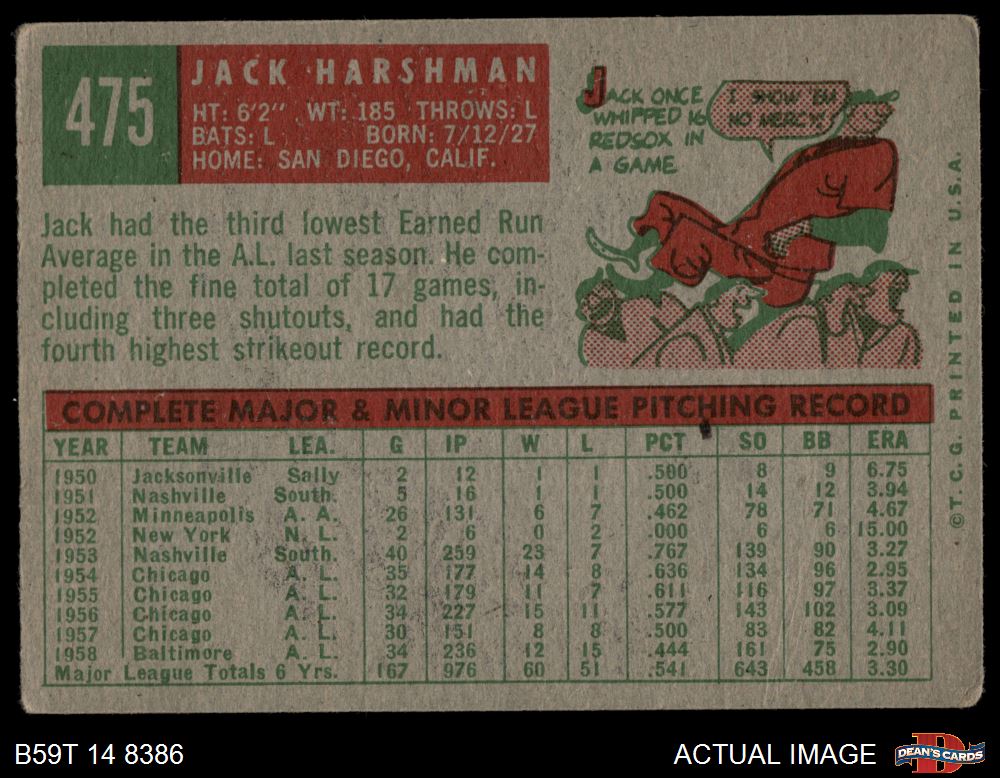 475
JACK HARSHMAN
HT: 6'2" WT: 185 THROWS: L
BATS: L BORN: 7/12/27
HOME: SAN DIEGO, CALIF.
JACK ONCE
WHIPPED 16
REDSOX IN
A GAME
I SHOW EM
NO MERCY!
Jack had the third lowest Earned Run
Average in the A.L. last season. He com-
pleted the fine total of 17 games, in-
cluding three shutouts, and had the
fourth highest strikeout record.
COMPLETE MAJOR & MINOR LEAGUE PITCHING RECORD
YEAR TEAM LEA. G IP W L PCT SO BB ERA
1950 Jacksonville Sally 2 12 1 1 .500 8 9 6.75
1951 Nashville South. 5 16 1 1 .500 14 12 3.94
1952 Minneapolis A. A. 26 131 6 7 .462 78 71 4.67
1952 New York N. L. 2 6 0 2 .000 6 6 15.00
1953 Nashville South. 40 259 23 7 .767 139 90 3.27
1954 Chicago A. L. 35 177 14 8 .636 134 96 2.95
1955 Chicago A. L. 32 179 11 7 .611 116 97 3.37
1956 Chicago A. L. 34 227 15 11 .577 143 102 3.09
1957 Chicago A. L. 30 151 8 8 .500 83 82 4.11
1958 Baltimore A. L. 34 236 12 15 .444 161 75 2.90
Major League Totals 6 Yrs. 167 976 60 51 .541 643 458 3.30
©T. C. G. PRINTED IN U.S.A.
B59T 14 8386
ACTUAL IMAGE
DEAN'S CARDS